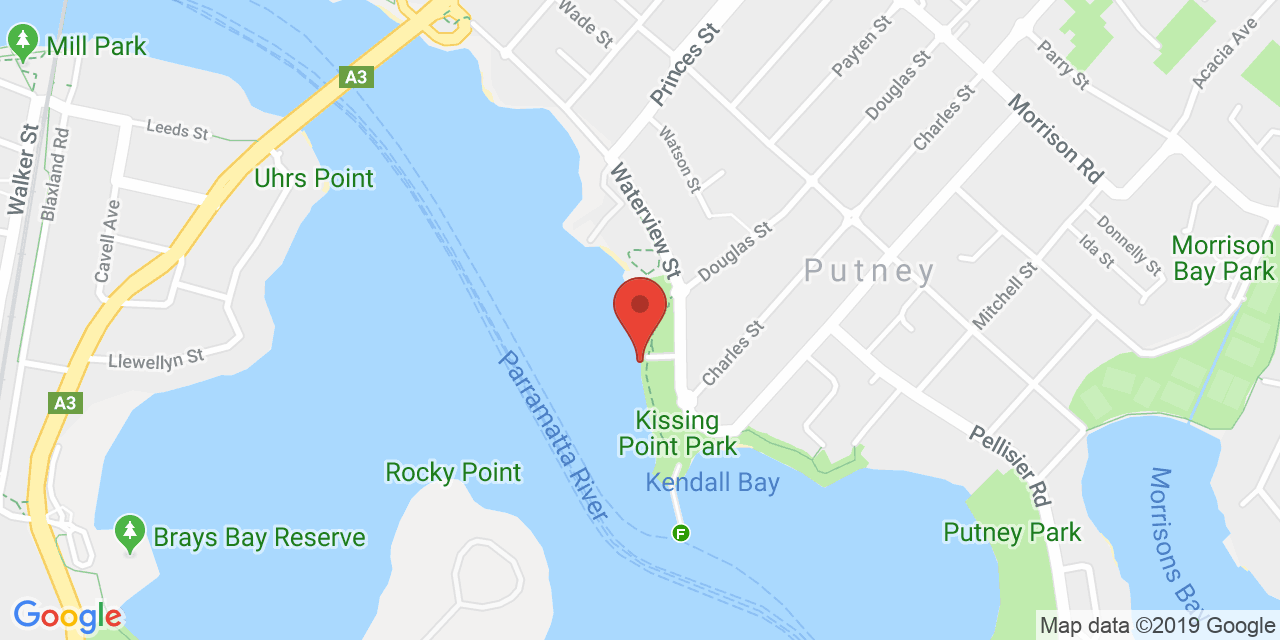 Mill Park
A3
Wade St
Princes St
Payten St
Douglas St
Charles St
Parry St
Acacia Ave
Morrison Rd
Walker St
Blaxland Rd
Leeds St
Uhrs Point
Watson St
Waterview St
Cavell Ave
Douglas St
Putney
Donnelly St
Ida St
Morrison
Bay Park
Mitchell St
Llewellyn St
A3
Charles St
Parramatta River
Kissing
Point Park
Pellisier Rd
Rocky Point
Kendall Bay
Morrisons Bay
F
Brays Bay Reserve
Putney Park
Google
Map data ©2019 Google